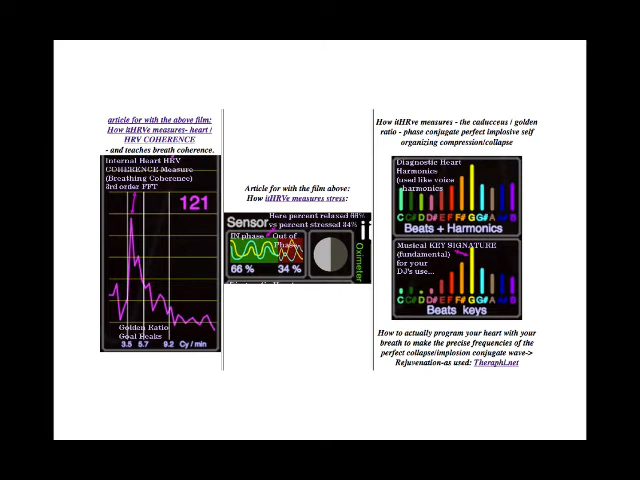 article for with the above film:
How itHRVe measures- heart /
HRV COHERENCE
- and teaches breath coherence.
Internal Heart HRV
COHERENCE Measure
(Breathing Coherence)
3rd order FFT
121
Golden Ratio
Goal Peaks
3.5 5.7 9.2 Cy / min
Article for with the film above:
How itHRVe measures stress:
Here percent relaxed 66%
vs percent stressed 34%
Sensor
IN phase
Out of
Phase
66 % 34 %
Oximeter
How itHRve measures - the caducceus / golden
ratio - phase conjugate perfect implosive self
organizing compression/collapse
Diagnostic Heart
Harmonics
(used like voice
harmonics
C C# D D# E F F# G G# A A# B
Beats + Harmonics
Musical KEY SIGNATURE
(fundamental)
for your
DJ's use...
C C# D D# E F F# G G# A A# B
Beats keys
How to actually program your heart with your
breath to make the precise frequencies of the
perfect collapse/implosion conjugate wave->
Rejuvenation-as used: Theraphi.net